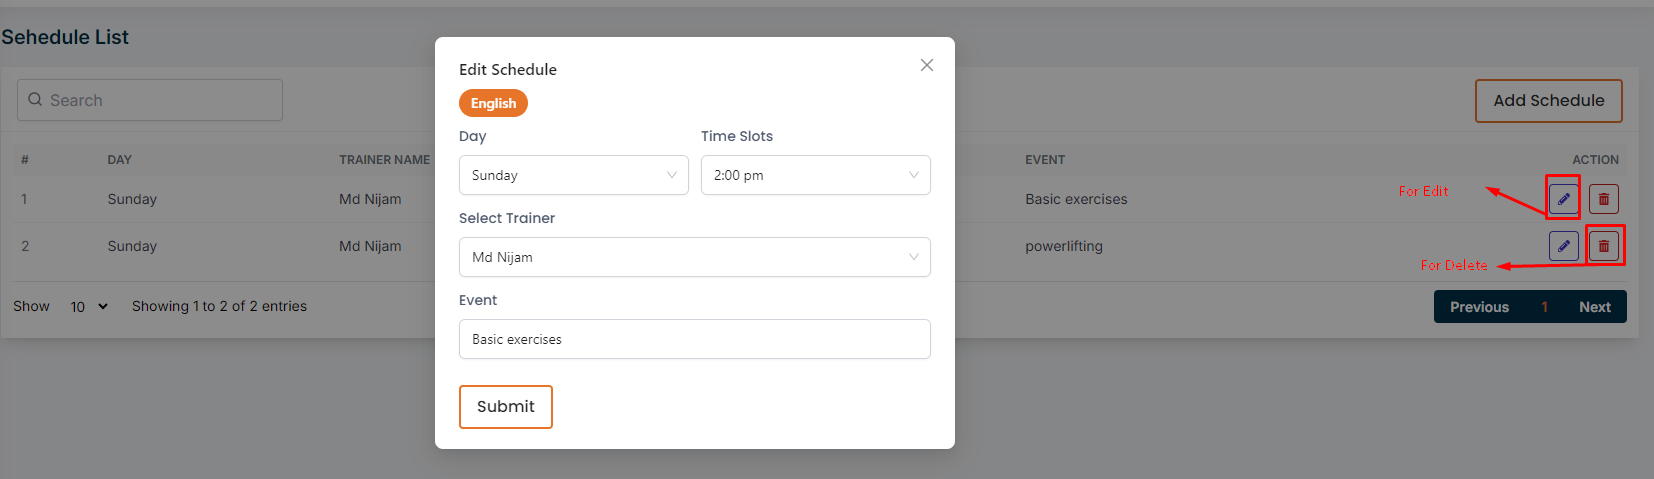 Sehedule List
Search
Add Schedule
# DAY TRAINER NAME EVENT ACTION
1 Sunday Md Nijam Basic exercises
2 Sunday Md Nijam powerlifting
For Edit
For Delete
Show 10 Showing 1 to 2 of 2 entries
Previous 1 Next
Edit Schedule
English
Day Time Slots
Sunday 2:00 pm
Select Trainer
Md Nijam
Event
Basic exercises
Submit